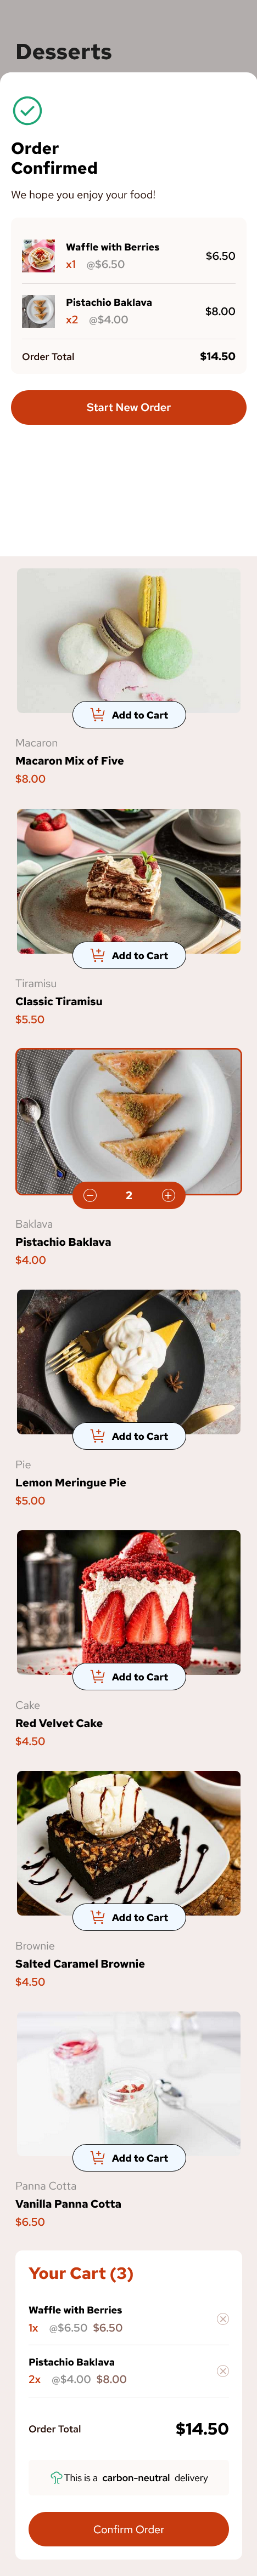 Desserts
Order
Confirmed
We hope you enjoy your food!
Waffle with Berries
x1 @$6.50 $6.50
Pistachio Baklava
x2 @$4.00 $8.00
Order Total $14.50
Start New Order
Add to Cart
Macaron
Macaron Mix of Five
$8.00
Add to Cart
Tiramisu
Classic Tiramisu
$5.50
2
Baklava
Pistachio Baklava
$4.00
Add to Cart
Pie
Lemon Meringue Pie
$5.00
Add to Cart
Cake
Red Velvet Cake
$4.50
Add to Cart
Brownie
Salted Caramel Brownie
$4.50
Add to Cart
Panna Cotta
Vanilla Panna Cotta
$6.50
Your Cart (3)
Waffle with Berries
1x @$6.50 $6.50
Pistachio Baklava
2x @$4.00 $8.00
Order Total $14.50
This is a carbon-neutral delivery
Confirm Order